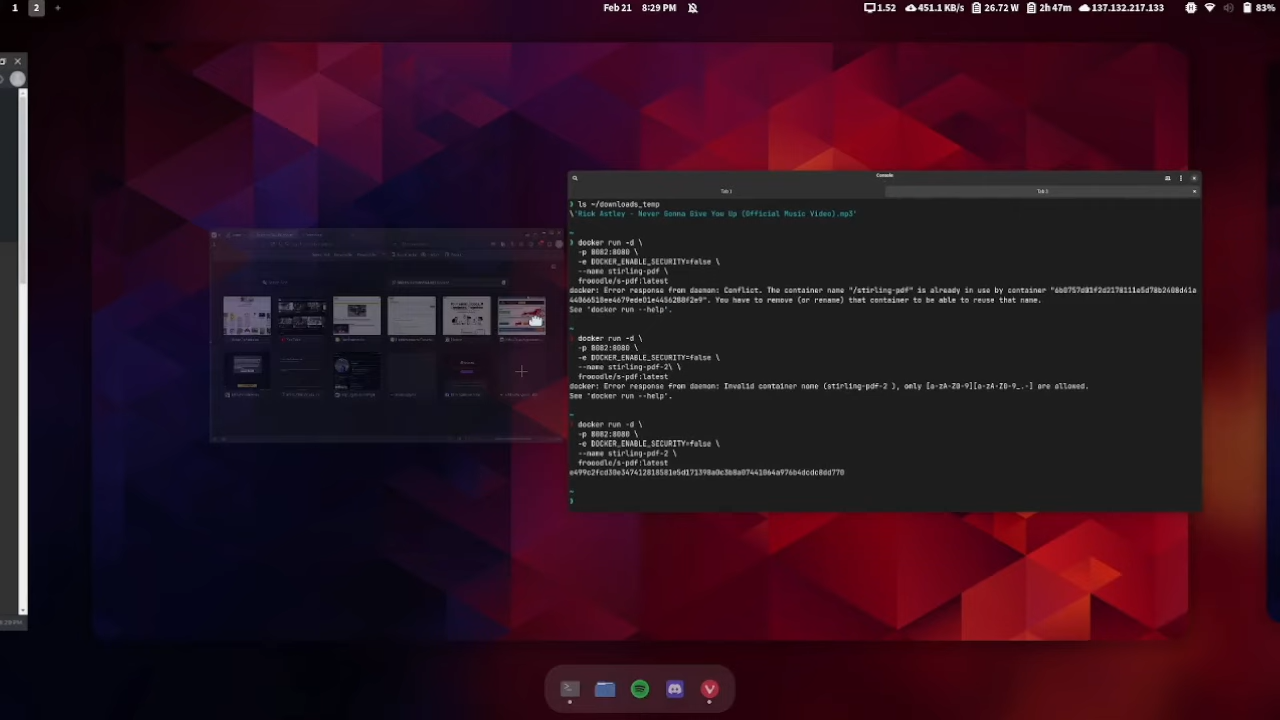 1 2 +
Feb 21 8:29 PM
1.52 451.1 KB/s 26.72 W 2h 47m 137.132.217.133
83%
Console
Tab 1
❯ ls ~/downloads_temp
'Rick Astley - Never Gonna Give You Up (Official Music Video).mp3'
~
❯ docker run -d \
-p 8082:8080 \
-e DOCKER_ENABLE_SECURITY=false \
--name stirling-pdf \
frooodle/s-pdf:latest
docker: Error response from daemon: Conflict. The container name "/stirling-pdf" is already in use by container
You have to remove (or rename) that container to be able to reuse that name.
See 'docker run --help'.
~
❯ docker run -d \
-p 8082:8080 \
-e DOCKER_ENABLE_SECURITY=false \
--name stirling-pdf-2\ \
frooodle/s-pdf:latest
docker: Error response from daemon: Invalid container name (stirling-pdf-2 ), only [a-zA-Z0-9][a-zA-Z0-9_.-] are allowed.
See 'docker run --help'.
~
❯ docker run -d \
-p 8082:8080 \
-e DOCKER_ENABLE_SECURITY=false \
--name stirling-pdf-2 \
frooodle/s-pdf:latest
~
❯